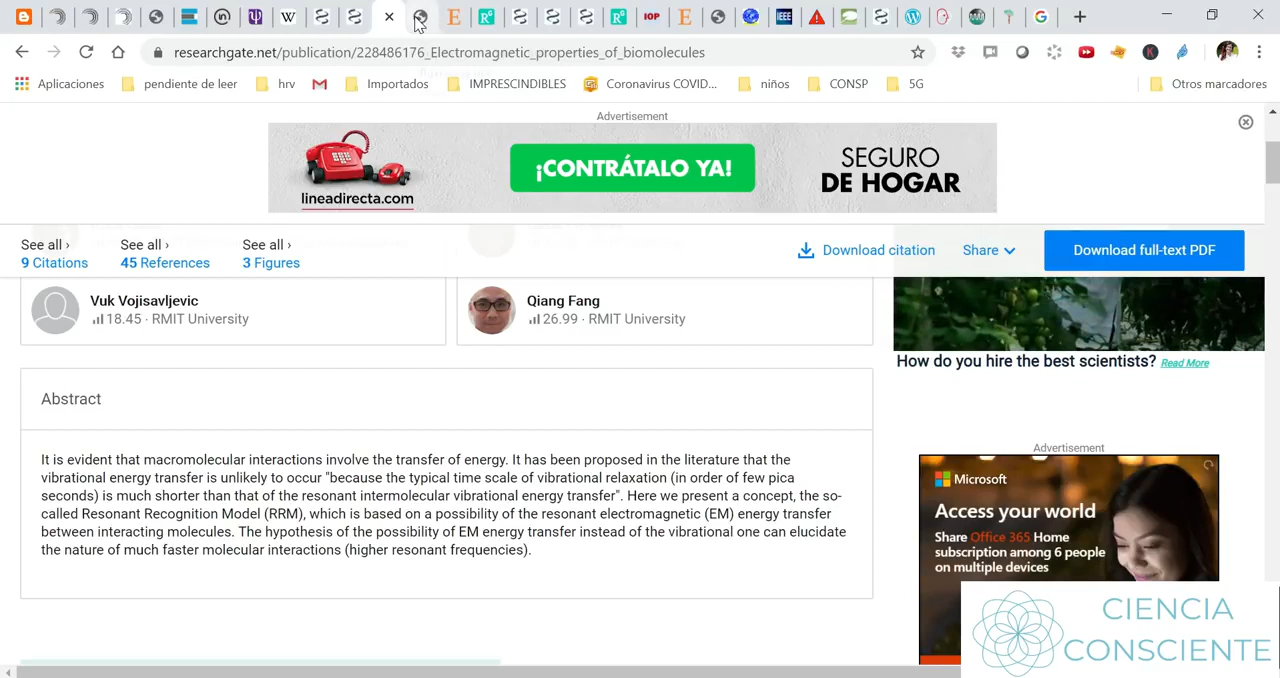 IOP
IEEE
G
researchgate.net/publication/228486176_Electromagnetic_properties_of_biomolecules
Aplicaciones
pendiente de leer
hrv
Importados
IMPRESCINDIBLES
Coronavirus COVID...
niños
CONSP
5G
Otros marcadores
Advertisement
lineadirecta.com
¡CONTRÁTALO YA!
SEGURO
DE HOGAR
See all ›
9 Citations
See all ›
45 References
See all ›
3 Figures
Download citation
Share
Download full-text PDF
Vuk Vojisavljevic
18.45 · RMIT University
Qiang Fang
26.99 · RMIT University
How do you hire the best scientists? Read More
Abstract
It is evident that macromolecular interactions involve the transfer of energy. It has been proposed in the literature that the
vibrational energy transfer is unlikely to occur "because the typical time scale of vibrational relaxation (in order of few pica
seconds) is much shorter than that of the resonant intermolecular vibrational energy transfer". Here we present a concept, the so-
called Resonant Recognition Model (RRM), which is based on a possibility of the resonant electromagnetic (EM) energy transfer
between interacting molecules. The hypothesis of the possibility of EM energy transfer instead of the vibrational one can elucidate
the nature of much faster molecular interactions (higher resonant frequencies).
Advertisement
Microsoft
Access your world
Share Office 365 Home
subscription among 6 people
on multiple devices
CIENCIA
CONSCIENTE